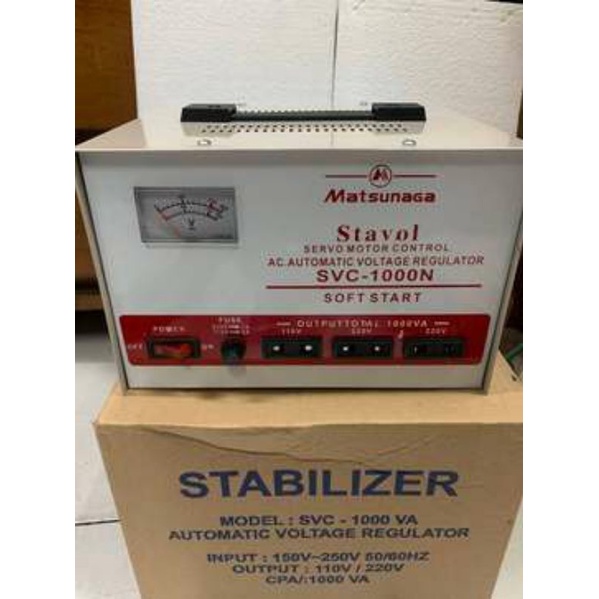 Matsunaga
Stavol
SERVO MOTOR CONTROL
AC.AUTOMATIC VOLTAGE REGULATOR
SVC-1000N
SOFT START
POWER
FUSE
OUTPUT TOTAL 1000VA
OFF
ON
110V
220V
220V
V
STABILIZER
MODEL : SVC - 1000 VA
AUTOMATIC VOLTAGE REGULATOR
INPUT : 150V~250V 50/60HZ
OUTPUT : 110V / 220V
CPA/:1000 VA